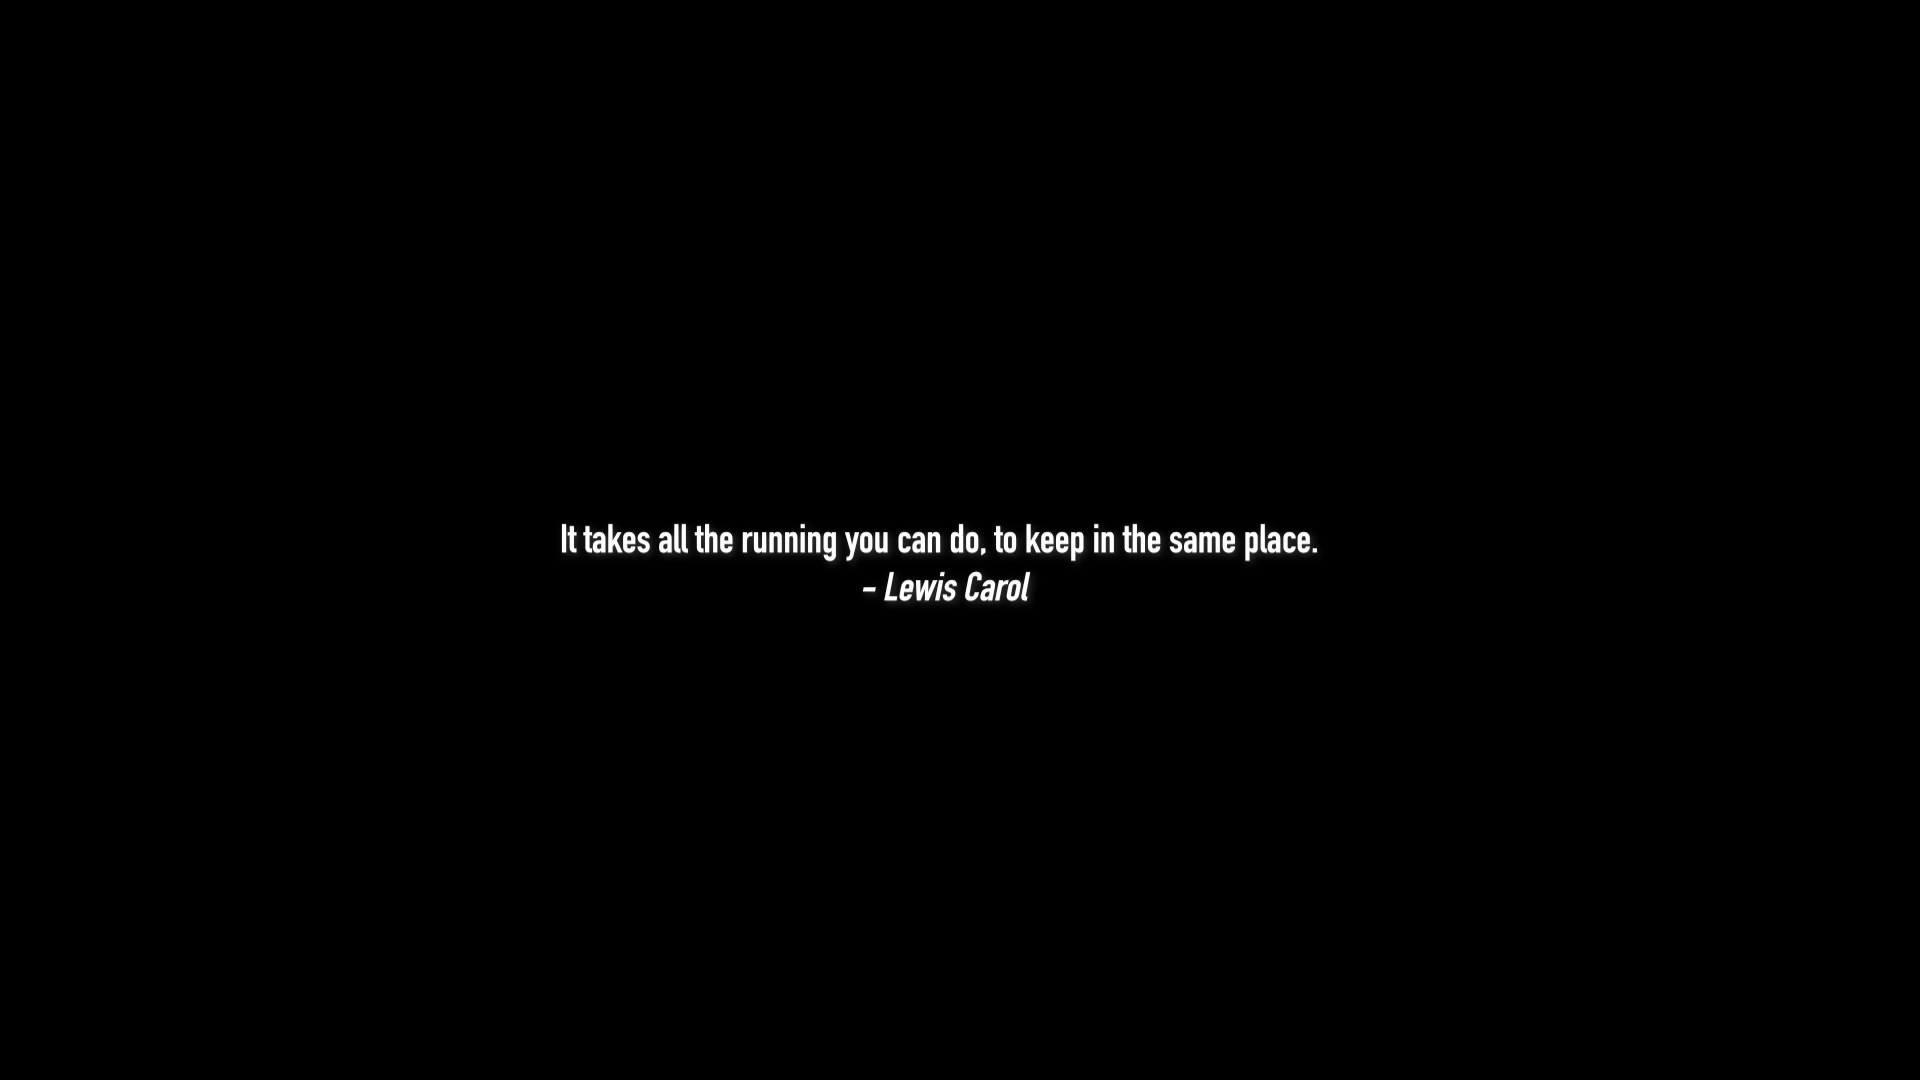 It takes all the running you can do, to keep in the same place.
- Lewis Carol